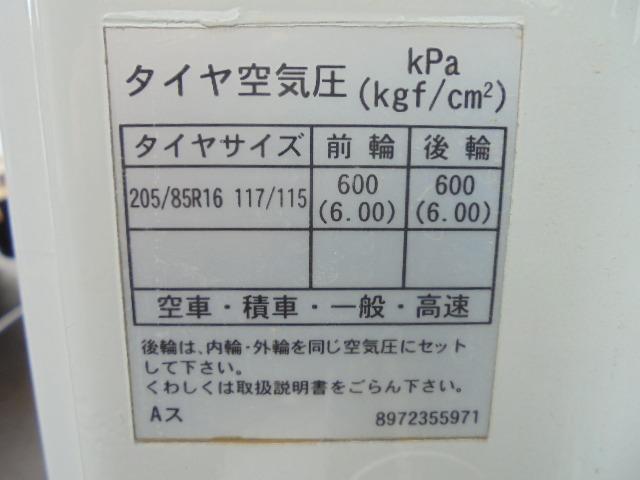 タイヤ空気圧 kPa (kgf/cm²)
タイヤサイズ 前輪 後輪
205/85R16 117/115 600 (6.00) 600 (6.00)
空車・積車・一般・高速
後輪は、内輪・外輪を同じ空気圧にセット
して下さい。
くわしくは取扱説明書をごらん下さい。
Aス 8972355971